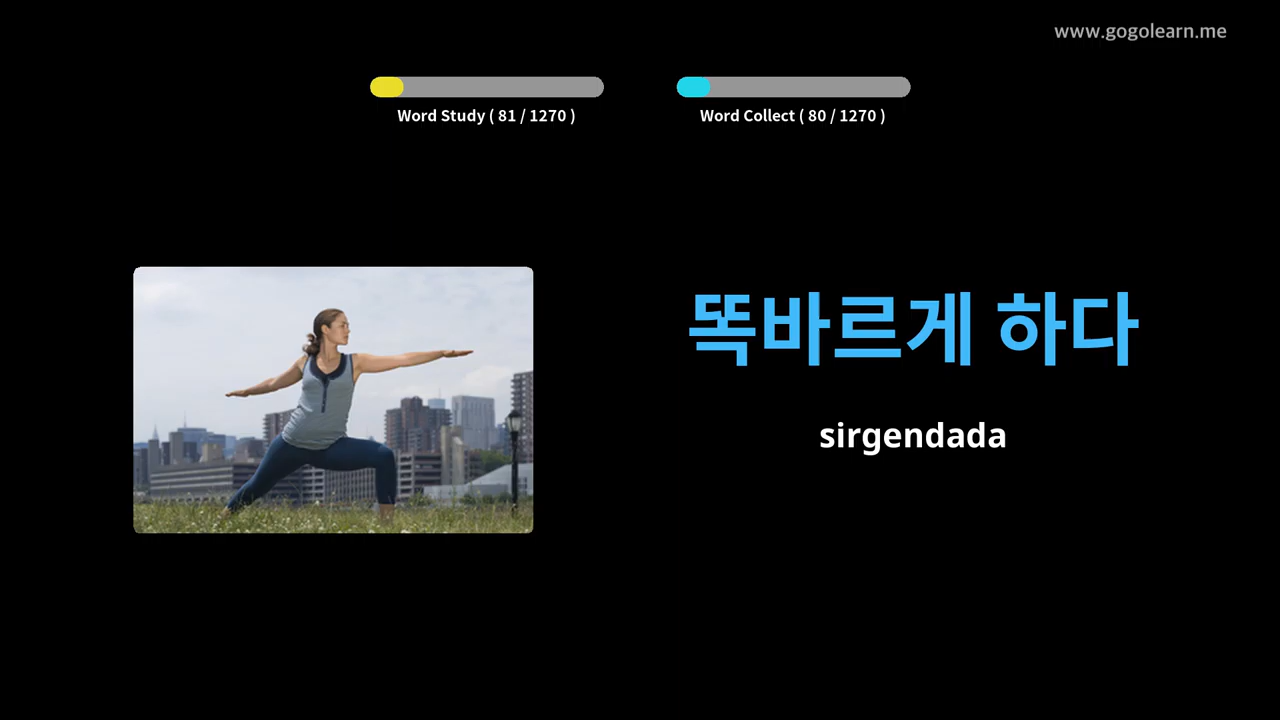 www.gogolearn.me
Word Study ( 81 / 1270 )
Word Collect ( 80 / 1270 )
똑바르게 하다
sirgendada